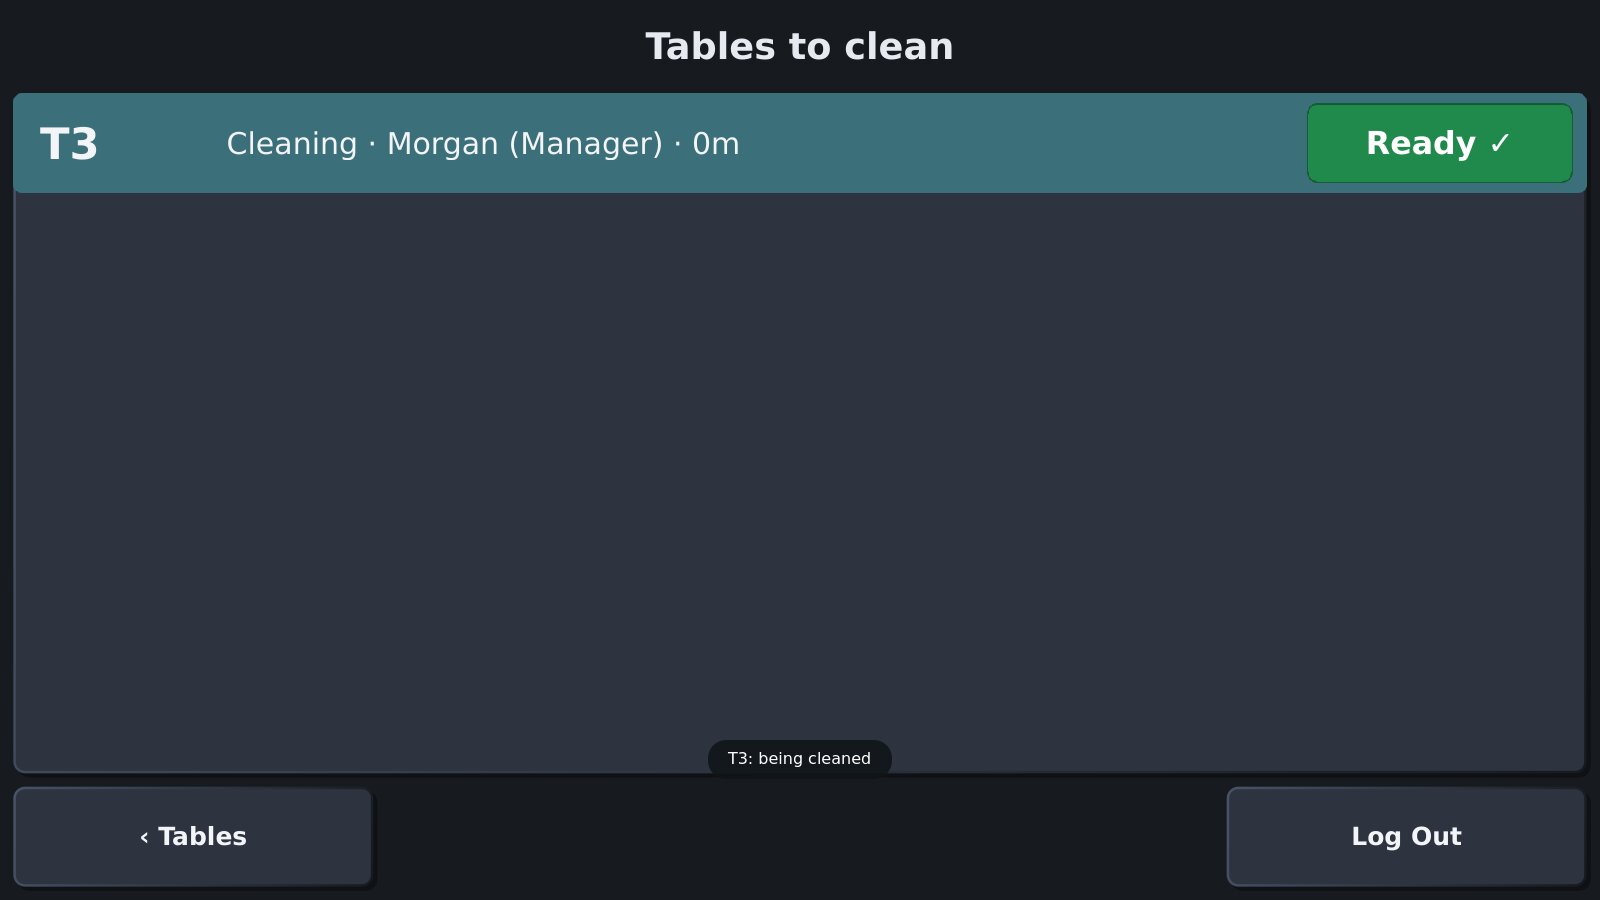 Tables to clean
T3
Cleaning · Morgan (Manager) · 0m
Ready ✓
T3: being cleaned
‹ Tables
Log Out